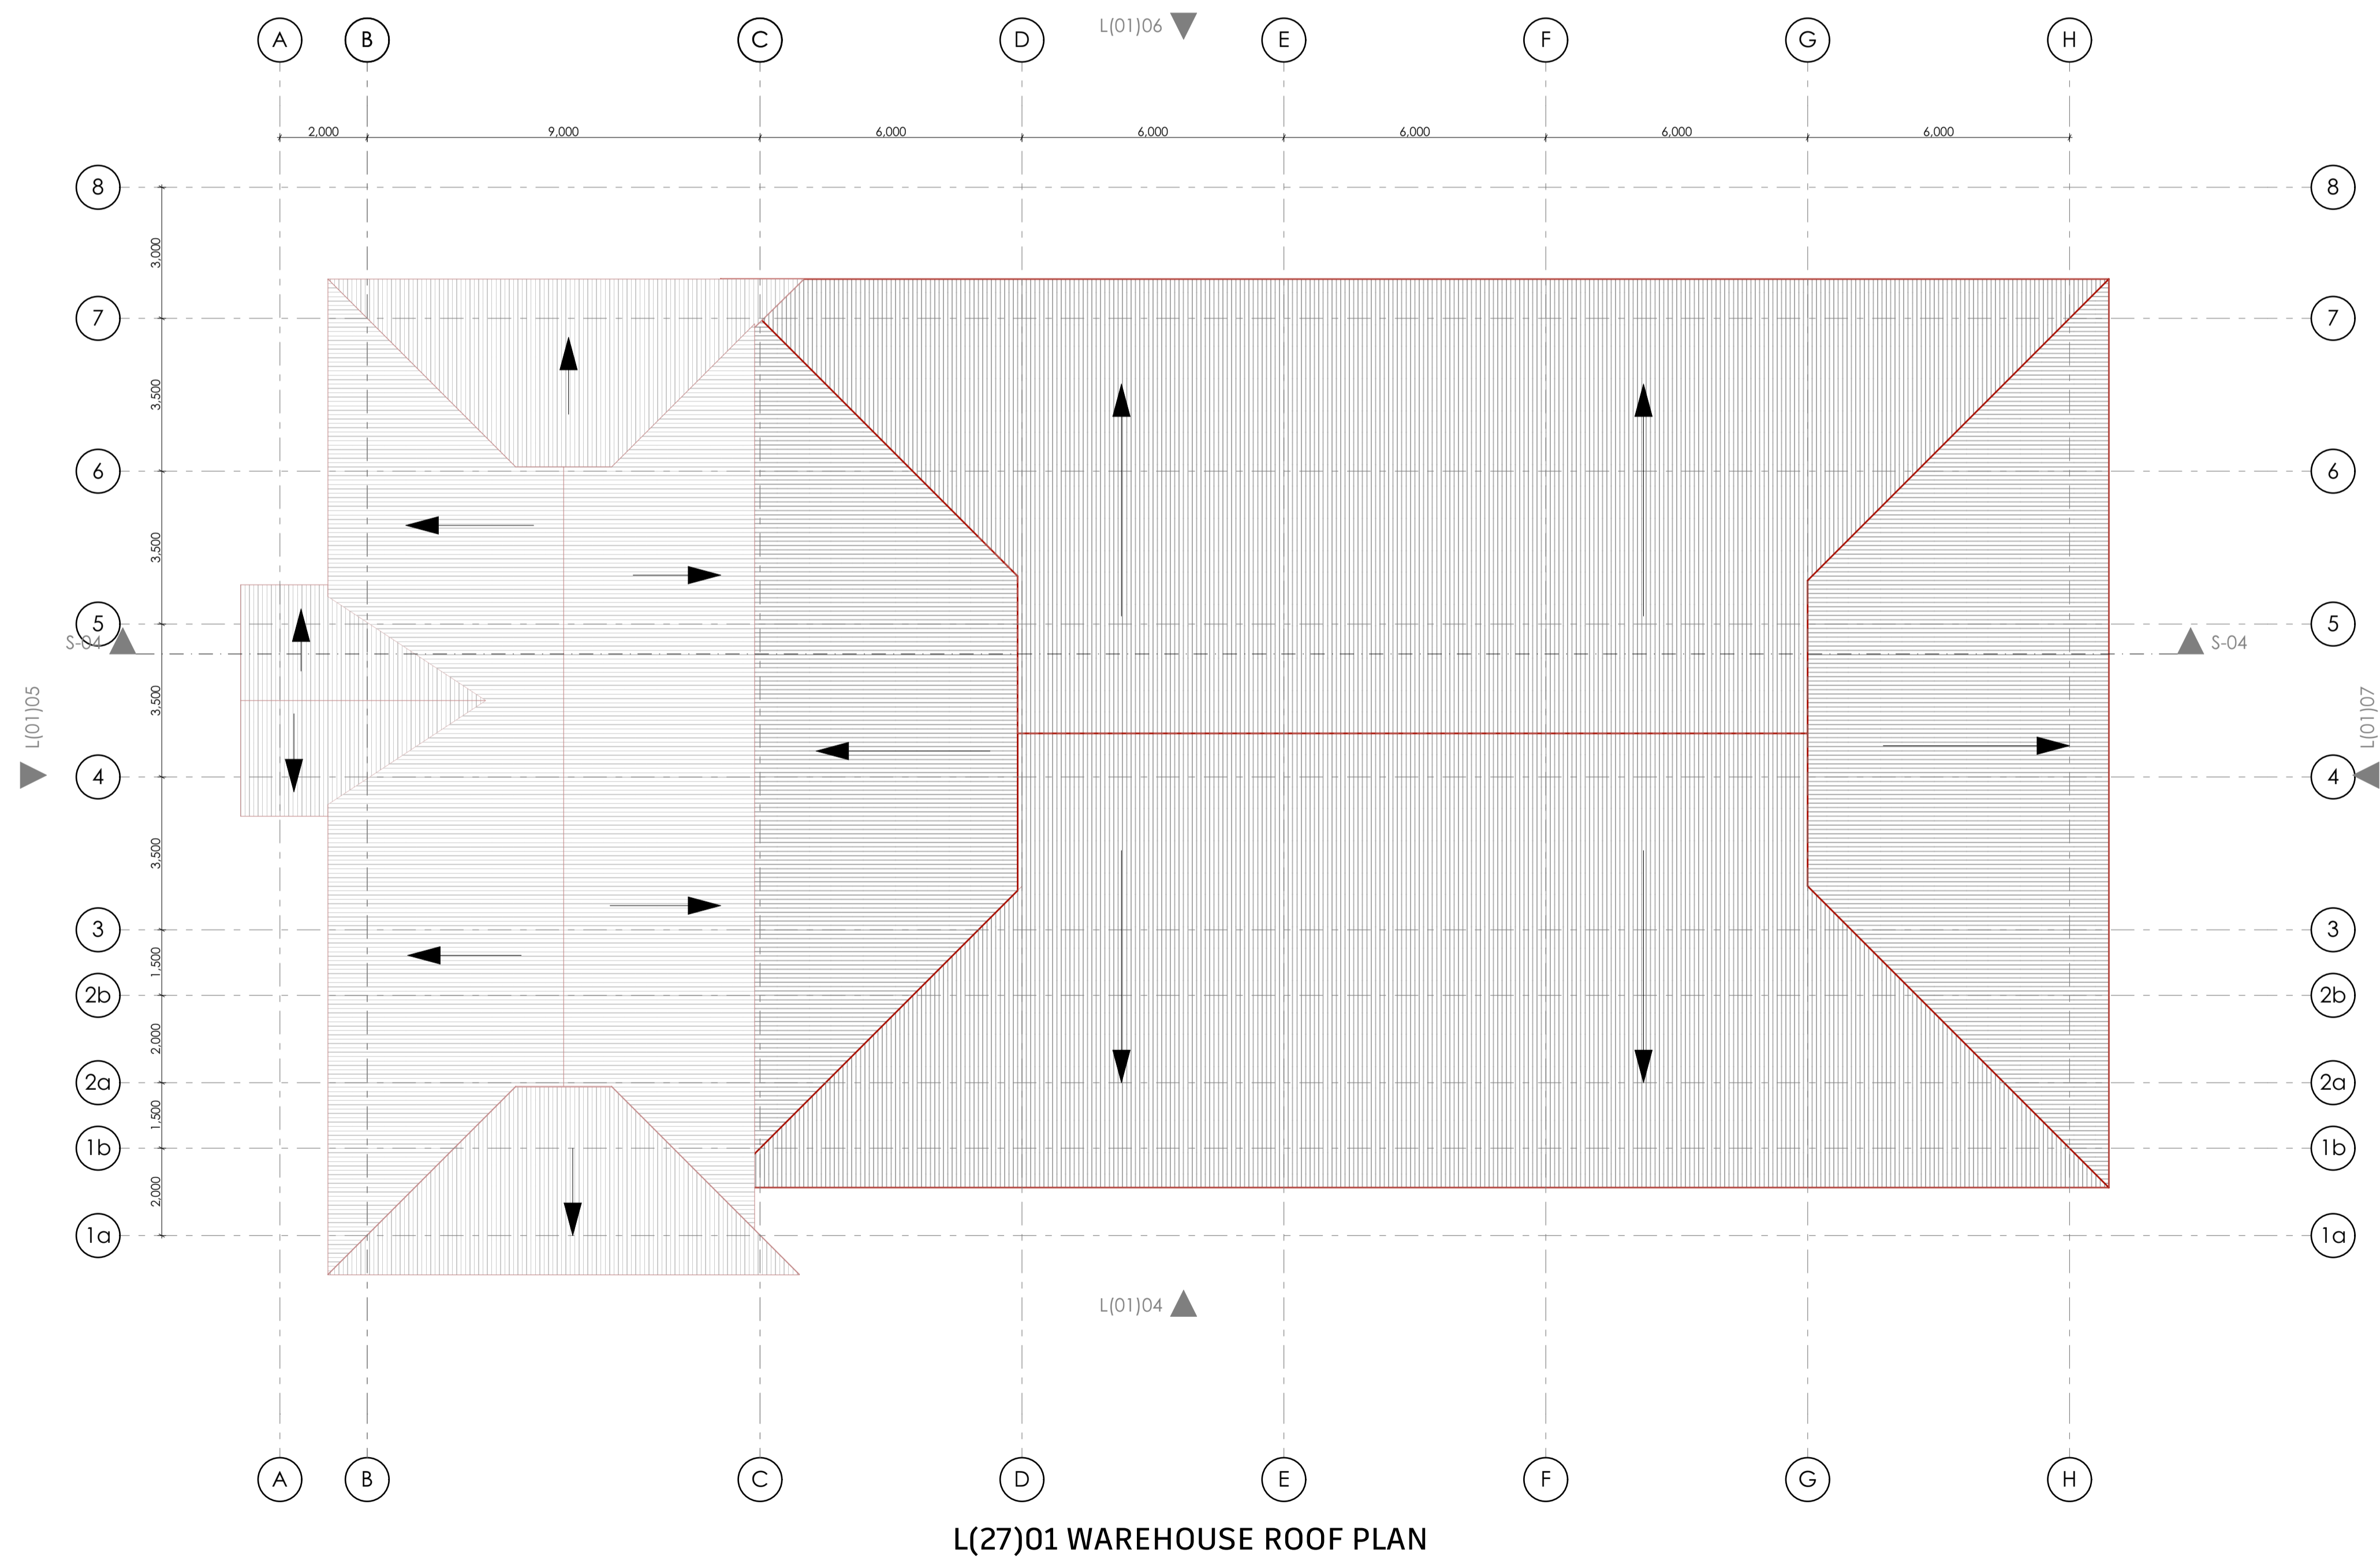 L(01)06
A B C D E F G H
2,000 9,000 6,000 6,000 6,000 6,000 6,000
8 8
3,000
7 7
3,500
6 6
3,500
5 5
S-04 S-04
L(01)05 3,500 L(01)07
4 4
3,500
3 3
1,500
2b 2b
2,000
2a 2a
1,500
1b 1b
2,000
1a 1a
L(01)04
A B C D E F G H
L(27)01 WAREHOUSE ROOF PLAN